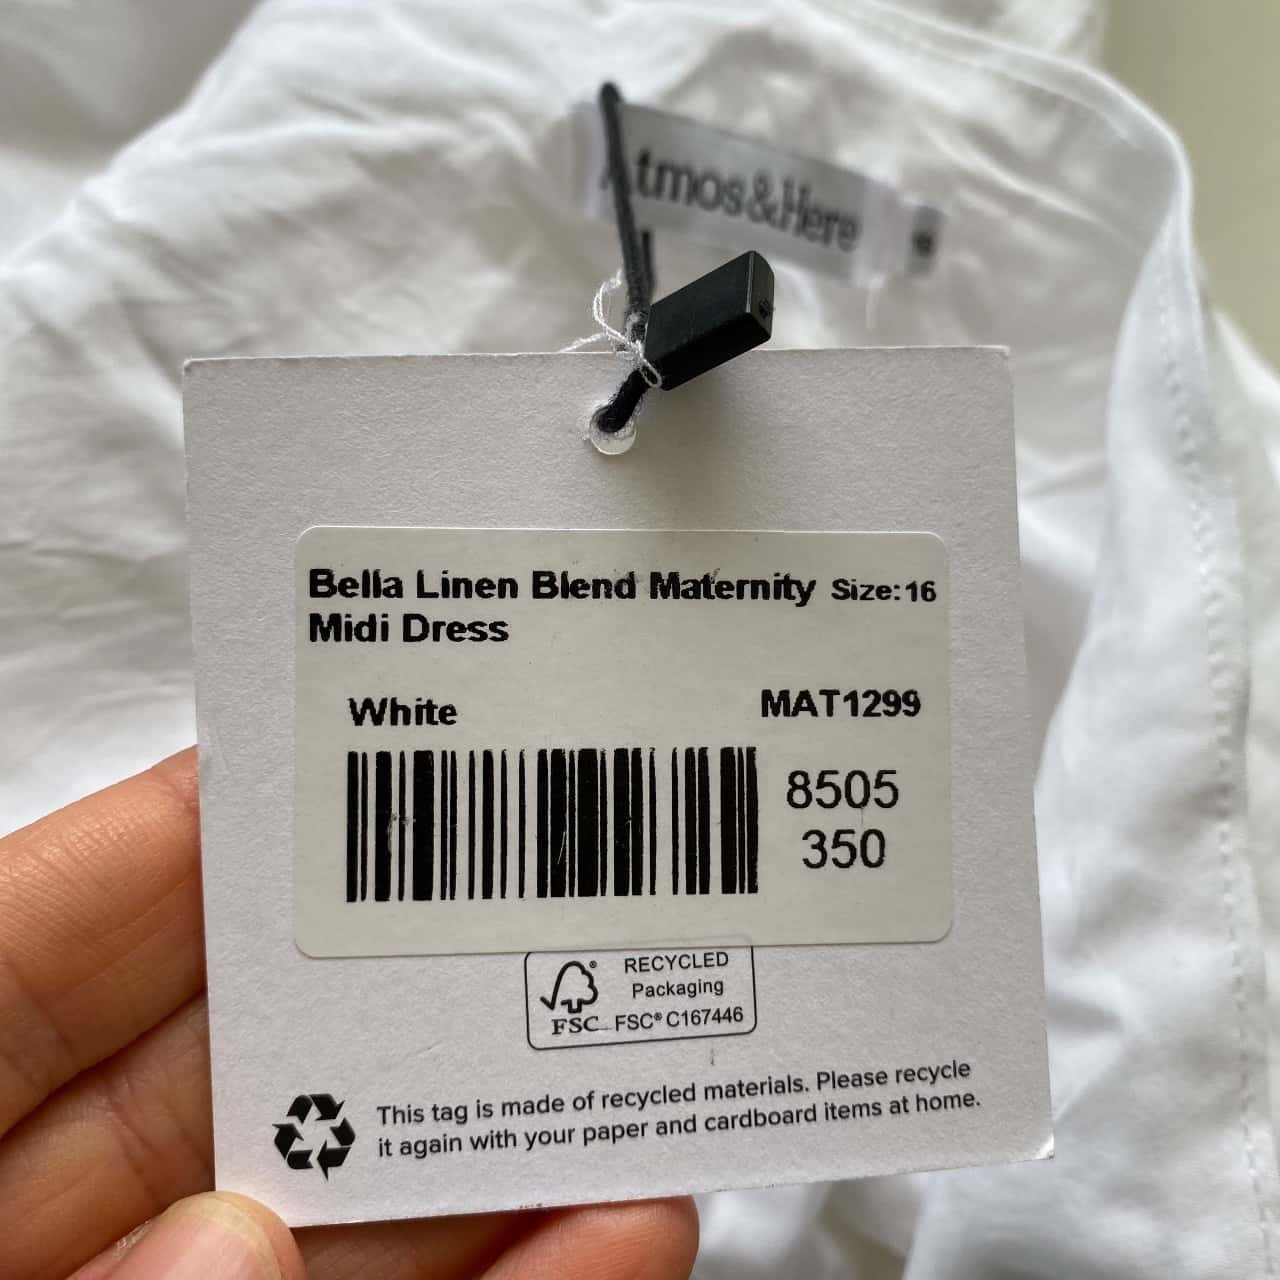 Atmos&Here
Bella Linen Blend Maternity Size:16
Midi Dress
White MAT1299
8505
350
RECYCLED
Packaging
FSC FSC® C167446
This tag is made of recycled materials. Please recycle
it again with your paper and cardboard items at home.